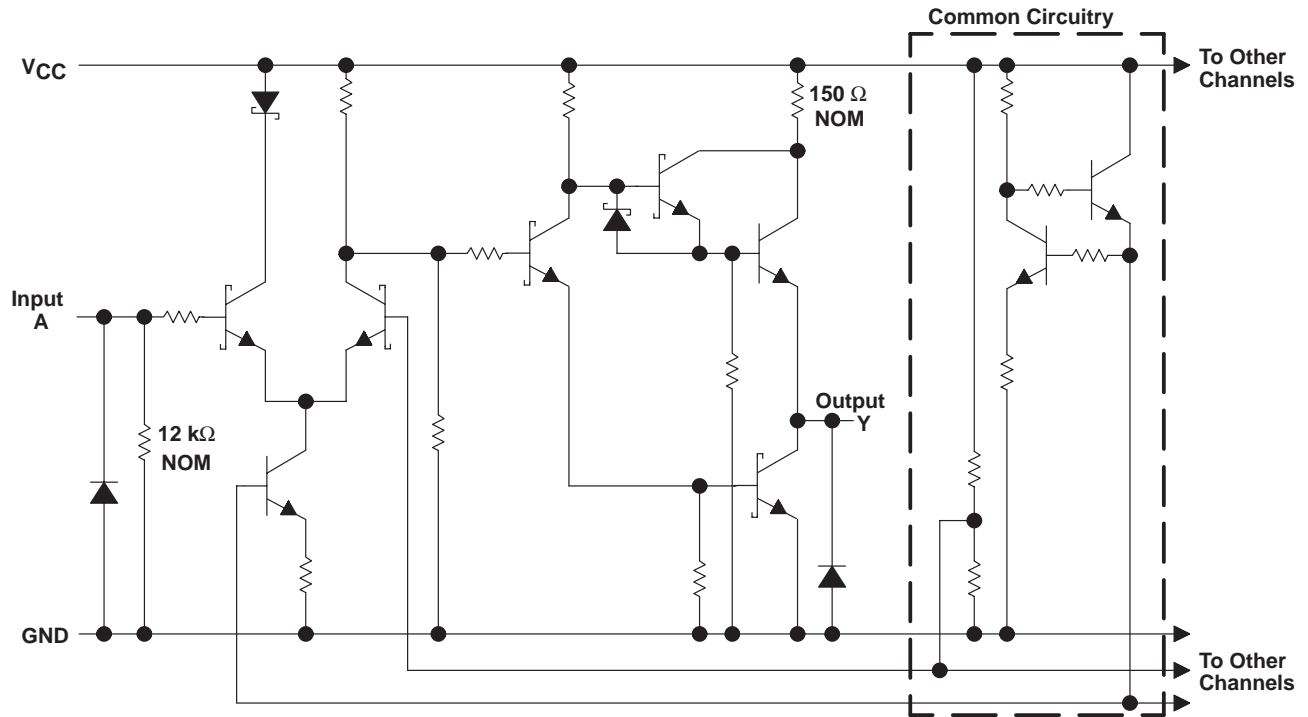 Common Circuitry
VCC
To Other
Channels
150 Ω
NOM
Input
A
12 kΩ
NOM
Output
Y
GND
To Other
Channels